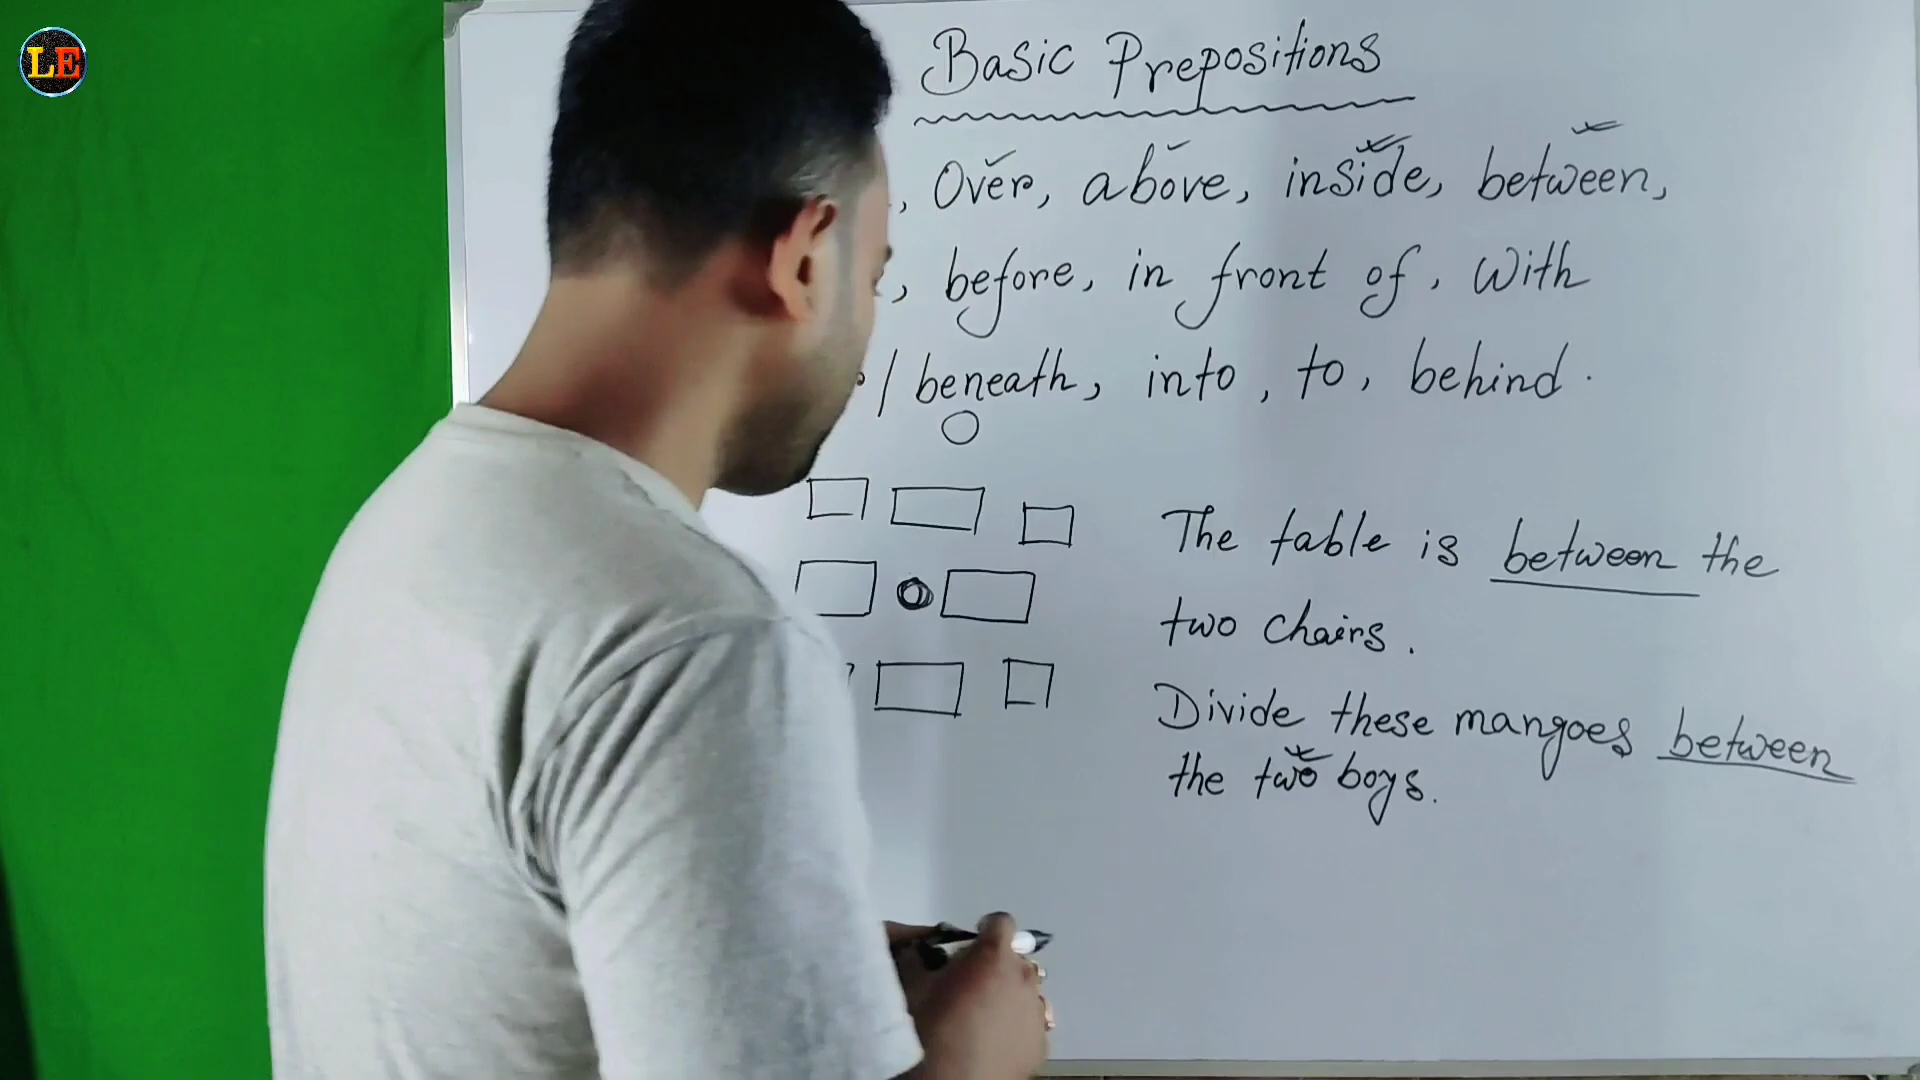 LE
Basic Prepositions
, Over, above, inside, between,
, before, in front of, with
/ beneath, into, to, behind.
The table is between the
two chairs.
Divide these mangoes between
the two boys.